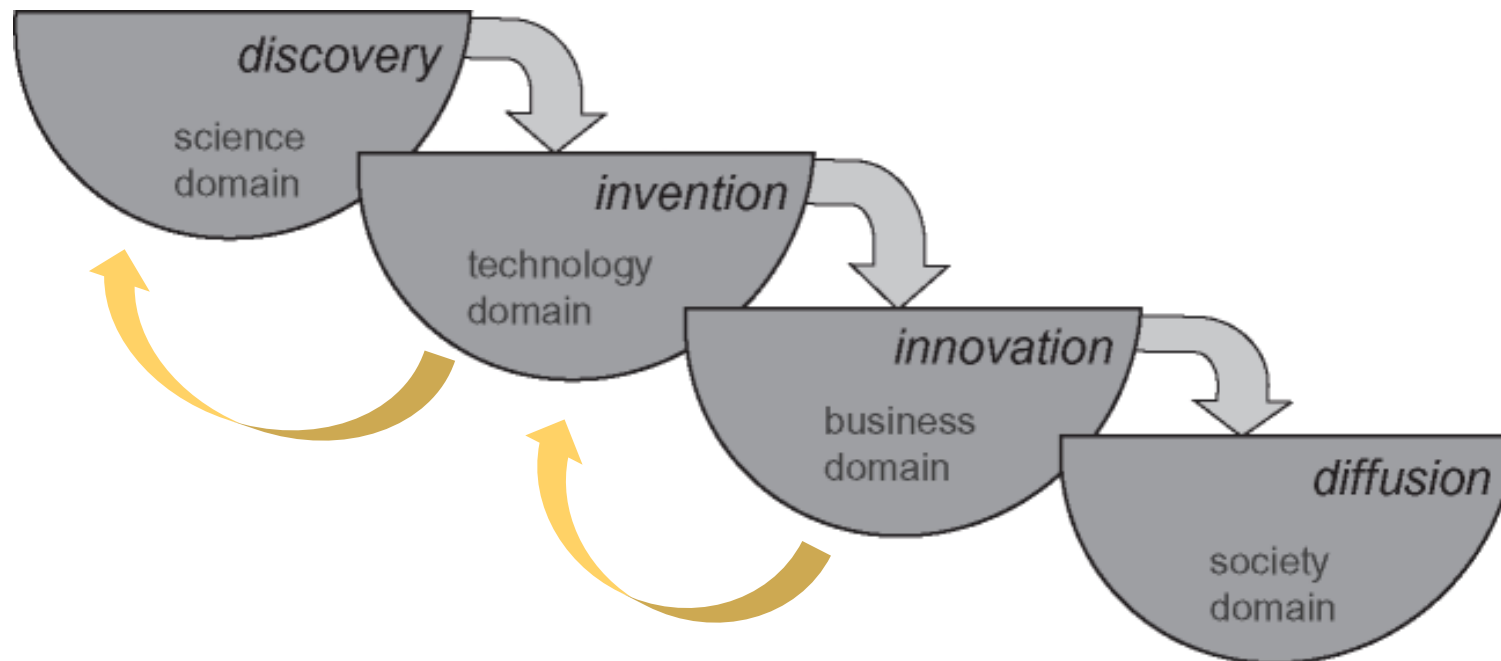 discovery
science
domain
invention
technology
domain
innovation
business
domain
diffusion
society
domain